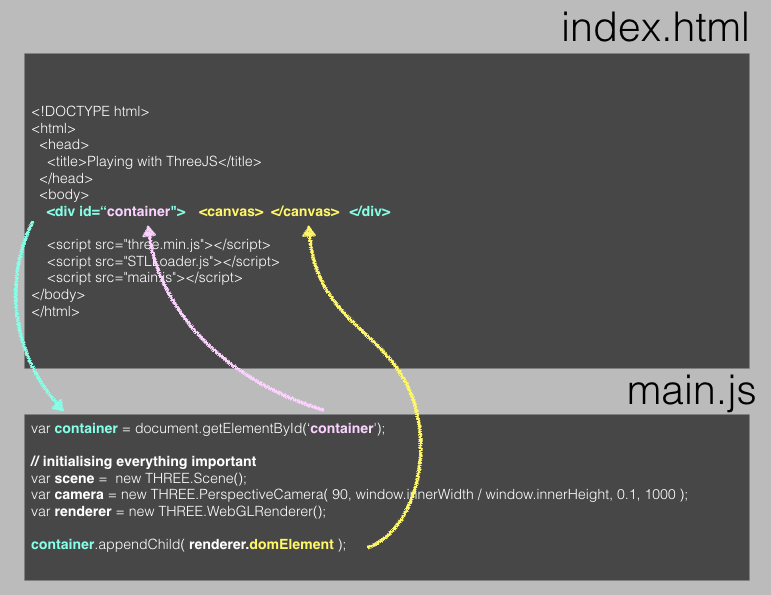 index.html
<!DOCTYPE html>
<html>
<head>
<title>Playing with ThreeJS</title>
</head>
<body>
<div id=“container"> <canvas> </canvas> </div>
<script src="three.min.js"></script>
<script src="STLLoader.js"></script>
<script src="main.js"></script>
</body>
</html>
main.js
var container = document.getElementById('container');
// initialising everything important
var scene = new THREE.Scene();
var camera = new THREE.PerspectiveCamera( 90, window.innerWidth / window.innerHeight, 0.1, 1000 );
var renderer = new THREE.WebGLRenderer();
container.appendChild( renderer.domElement );